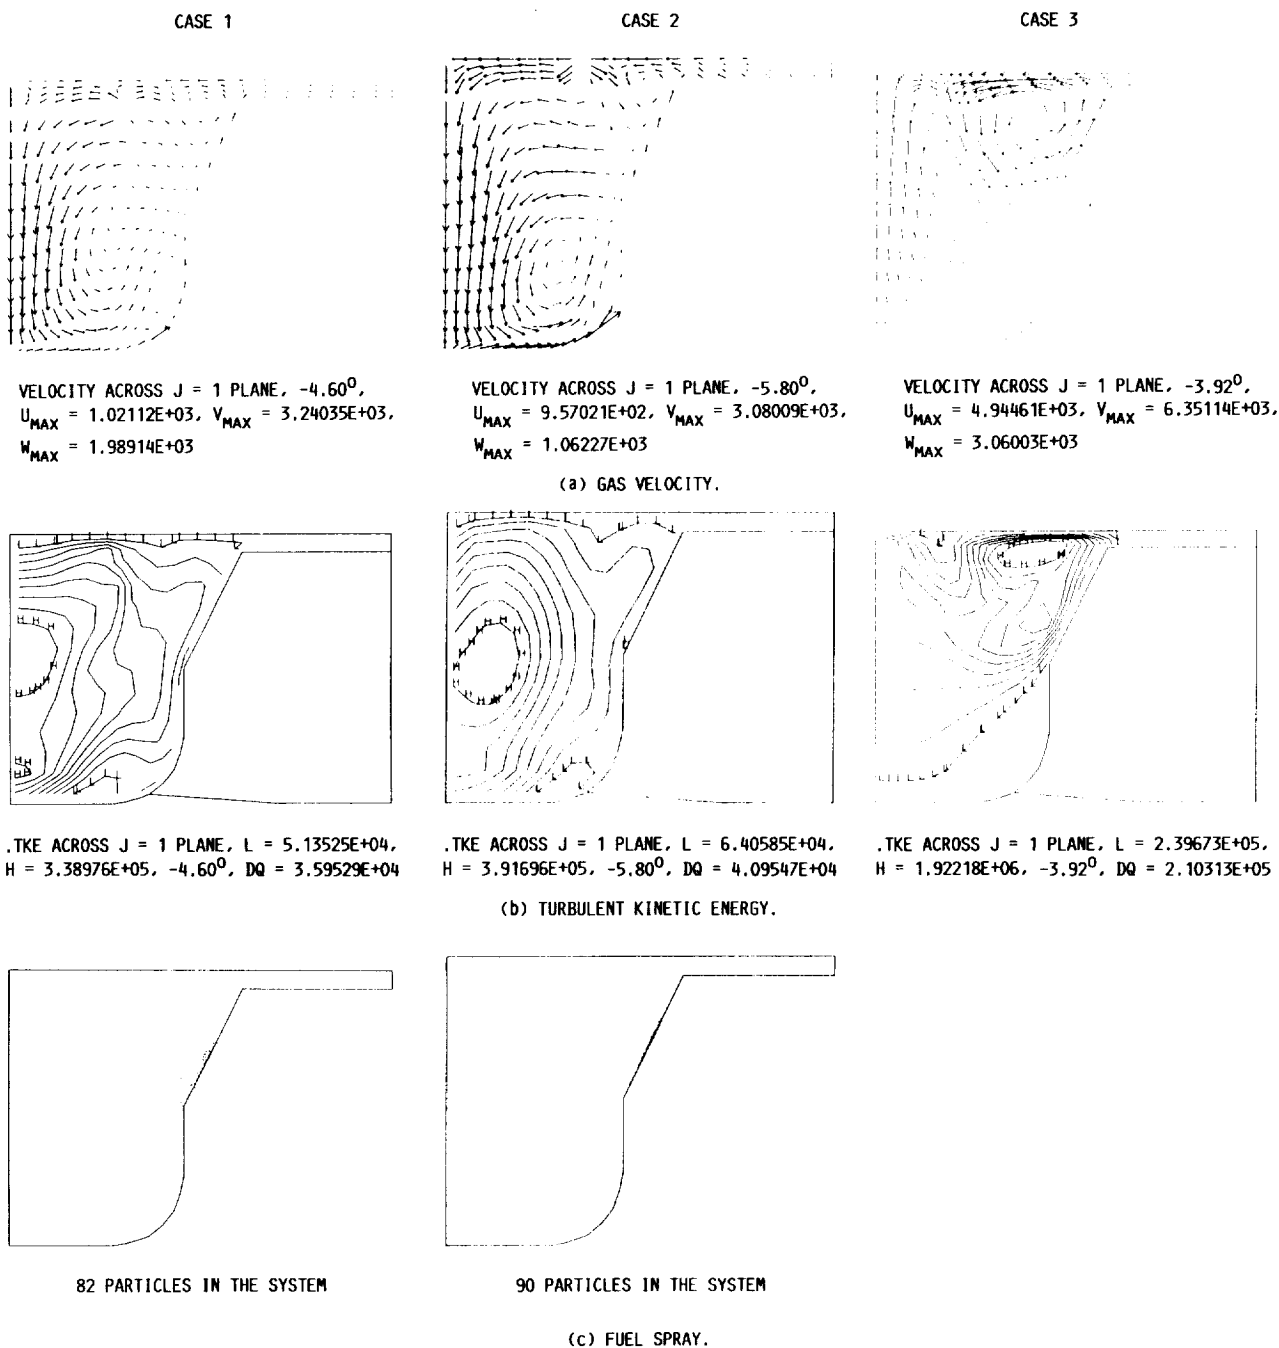 CASE 1
CASE 2
CASE 3
VELOCITY ACROSS J = 1 PLANE, -4.60⁰,
U_MAX = 1.02112E+03, V_MAX = 3.24035E+03,
W_MAX = 1.98914E+03
VELOCITY ACROSS J = 1 PLANE, -5.80⁰,
U_MAX = 9.57021E+02, V_MAX = 3.08009E+03,
W_MAX = 1.06227E+03
VELOCITY ACROSS J = 1 PLANE, -3.92⁰,
U_MAX = 4.94461E+03, V_MAX = 6.35114E+03,
W_MAX = 3.06003E+03
(a) GAS VELOCITY.
.TKE ACROSS J = 1 PLANE, L = 5.13525E+04,
H = 3.38976E+05, -4.60⁰, DQ = 3.59529E+04
.TKE ACROSS J = 1 PLANE, L = 6.40585E+04,
H = 3.91696E+05, -5.80⁰, DQ = 4.09547E+04
.TKE ACROSS J = 1 PLANE, L = 2.39673E+05,
H = 1.92218E+06, -3.92⁰, DQ = 2.10313E+05
(b) TURBULENT KINETIC ENERGY.
82 PARTICLES IN THE SYSTEM
90 PARTICLES IN THE SYSTEM
(c) FUEL SPRAY.